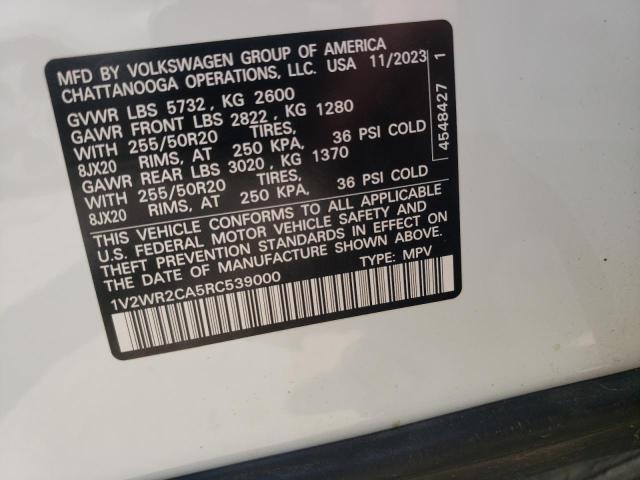 MFD BY VOLKSWAGEN GROUP OF AMERICA
CHATTANOOGA OPERATIONS, LLC. USA 11/2023
GVWR LBS 5732, KG 2600
GAWR FRONT LBS 2822, KG 1280
WITH 255/50R20 TIRES,
8JX20 RIMS, AT 250 KPA, 36 PSI COLD
GAWR REAR LBS 3020, KG 1370
WITH 255/50R20 TIRES,
8JX20 RIMS, AT 250 KPA, 36 PSI COLD
THIS VEHICLE CONFORMS TO ALL APPLICABLE
U.S. FEDERAL MOTOR VEHICLE SAFETY AND
THEFT PREVENTION STANDARDS IN EFFECT ON
THE DATE OF MANUFACTURE SHOWN ABOVE.
1V2WR2CA5RC539000 TYPE: MPV
4548427 1